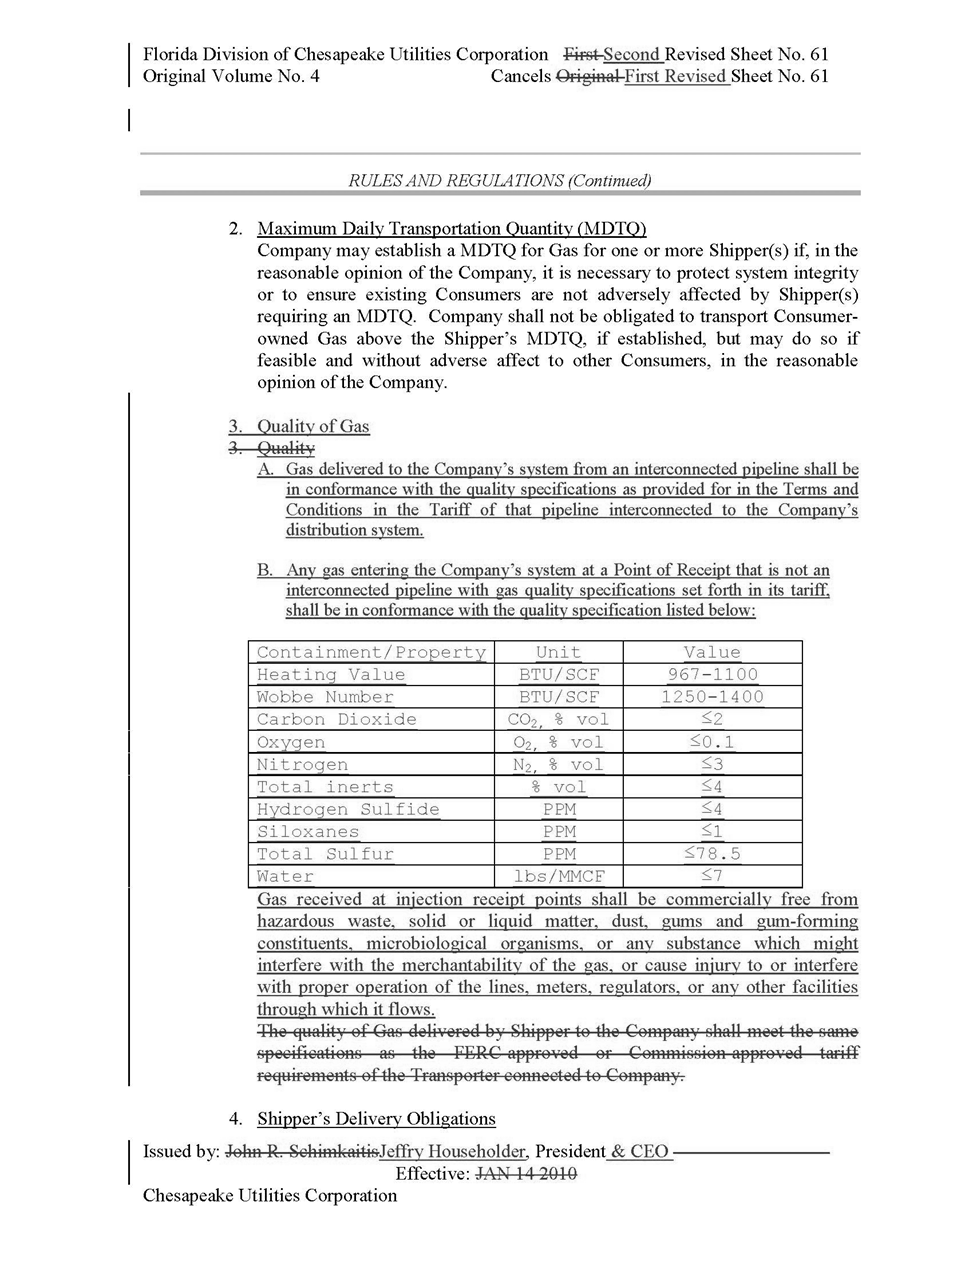 Florida Division of Chesapeake Utilities Corporation First Second Revised Sheet No. 61
Original Volume No. 4 Cancels Original First Revised Sheet No. 61
RULES AND REGULATIONS (Continued)
2. Maximum Daily Transportation Quantity (MDTQ)
Company may establish a MDTQ for Gas for one or more Shipper(s) if, in the
reasonable opinion of the Company, it is necessary to protect system integrity
or to ensure existing Consumers are not adversely affected by Shipper(s)
requiring an MDTQ. Company shall not be obligated to transport Consumer-
owned Gas above the Shipper's MDTQ, if established, but may do so if
feasible and without adverse affect to other Consumers, in the reasonable
opinion of the Company.
3. Quality of Gas
3. Quality
A. Gas delivered to the Company's system from an interconnected pipeline shall be
in conformance with the quality specifications as provided for in the Terms and
Conditions in the Tariff of that pipeline interconnected to the Company's
distribution system.
B. Any gas entering the Company's system at a Point of Receipt that is not an
interconnected pipeline with gas quality specifications set forth in its tariff,
shall be in conformance with the quality specification listed below:
Containment/Property Unit Value
Heating Value BTU/SCF 967-1100
Wobbe Number BTU/SCF 1250-1400
Carbon Dioxide CO2, % vol ≤2
Oxygen O2, % vol ≤0.1
Nitrogen N2, % vol ≤3
Total inerts % vol ≤4
Hydrogen Sulfide PPM ≤4
Siloxanes PPM ≤1
Total Sulfur PPM ≤78.5
Water lbs/MMCF ≤7
Gas received at injection receipt points shall be commercially free from
hazardous waste, solid or liquid matter, dust, gums and gum-forming
constituents, microbiological organisms, or any substance which might
interfere with the merchantability of the gas, or cause injury to or interfere
with proper operation of the lines, meters, regulators, or any other facilities
through which it flows.
The quality of Gas delivered by Shipper to the Company shall meet the same
specifications as the FERC-approved or Commission-approved tariff
requirements of the Transporter connected to Company.
4. Shipper's Delivery Obligations
Issued by: John R. SchimkaitisJeffry Householder, President & CEO
Effective: JAN 14 2010
Chesapeake Utilities Corporation